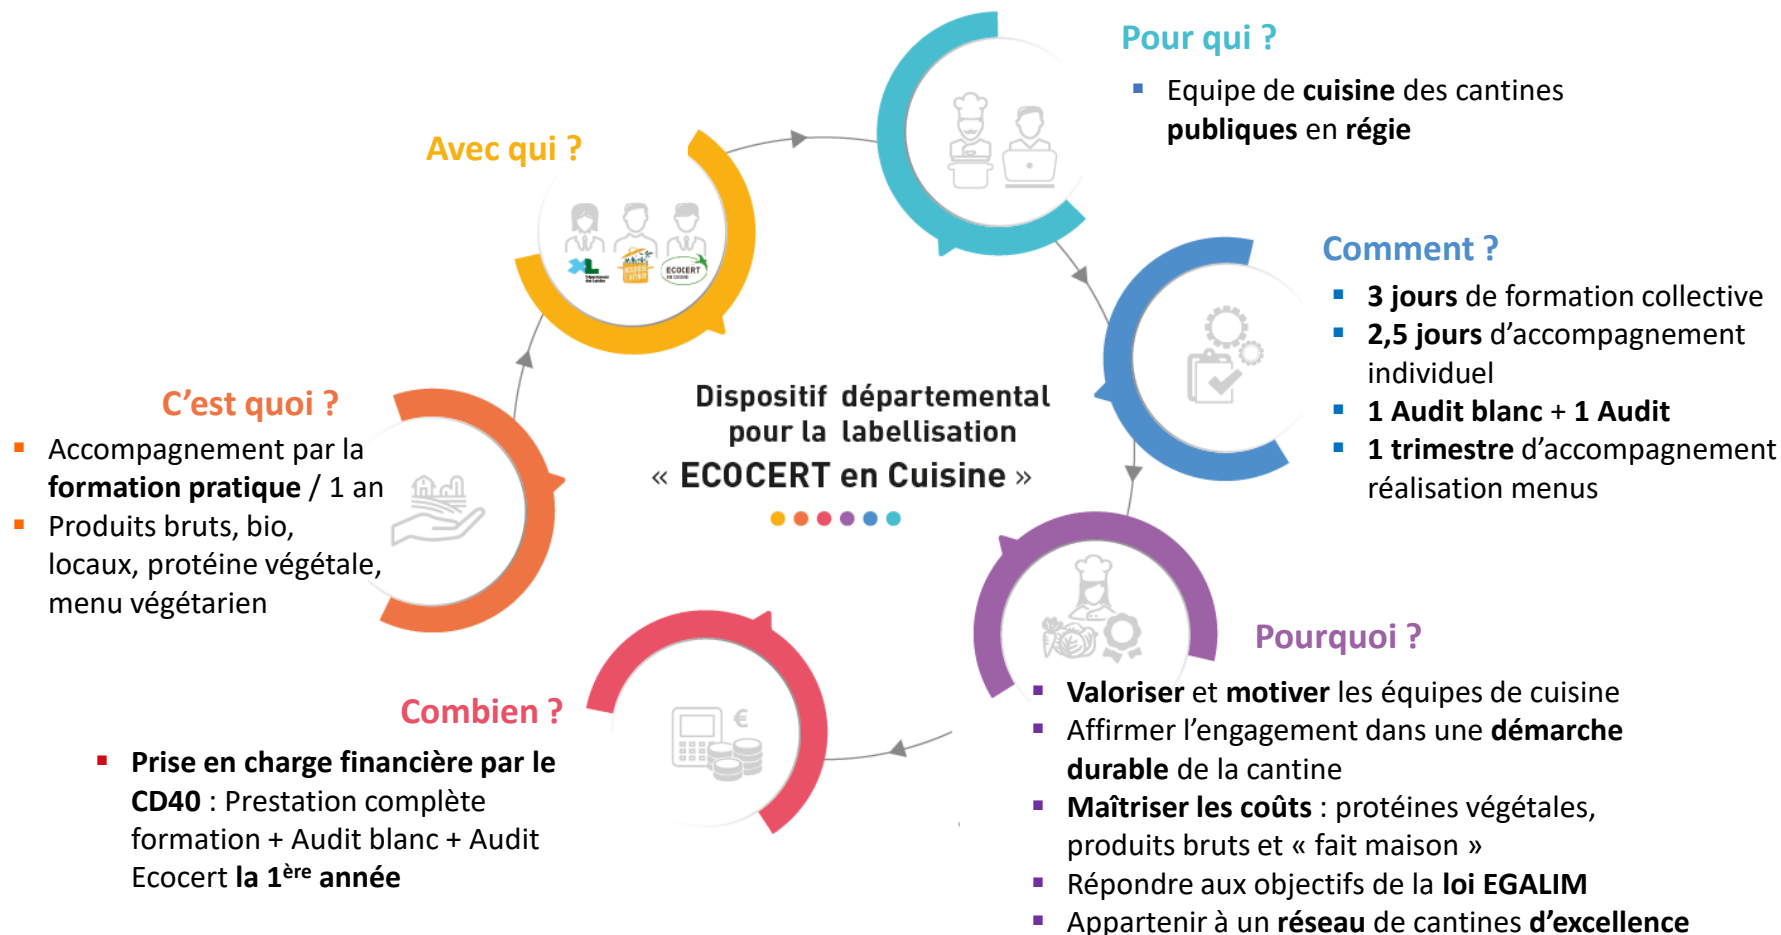 Pour qui ?
▪ Equipe de cuisine des cantines
publiques en régie
Avec qui ?
ECOCERT
EN CUISINE
Comment ?
▪ 3 jours de formation collective
▪ 2,5 jours d'accompagnement
individuel
▪ 1 Audit blanc + 1 Audit
▪ 1 trimestre d'accompagnement
réalisation menus
C'est quoi ?
▪ Accompagnement par la
formation pratique / 1 an
▪ Produits bruts, bio,
locaux, protéine végétale,
menu végétarien
Dispositif départemental
pour la labellisation
« ECOCERT en Cuisine »
Pourquoi ?
▪ Valoriser et motiver les équipes de cuisine
▪ Affirmer l'engagement dans une démarche
durable de la cantine
▪ Maîtriser les coûts : protéines végétales,
produits bruts et « fait maison »
▪ Répondre aux objectifs de la loi EGALIM
▪ Appartenir à un réseau de cantines d'excellence
Combien ?
€
▪ Prise en charge financière par le
CD40 : Prestation complète
formation + Audit blanc + Audit
Ecocert la 1ère année